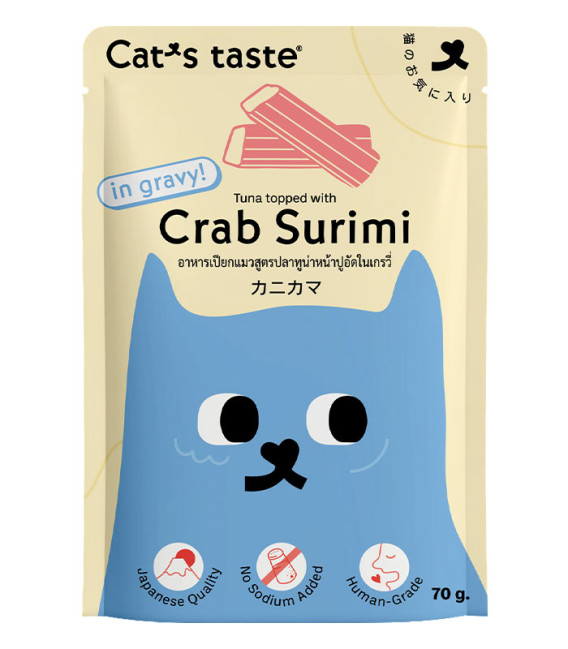 Cat's taste®
猫のお気に入り
in gravy!
Tuna topped with
Crab Surimi
อาหารเปียกแมวสูตรปลาทูน่าหน้าปูอัดในเกรวี่
カニカマ
Japanese Quality
No Sodium Added
Human-Grade
70 g.